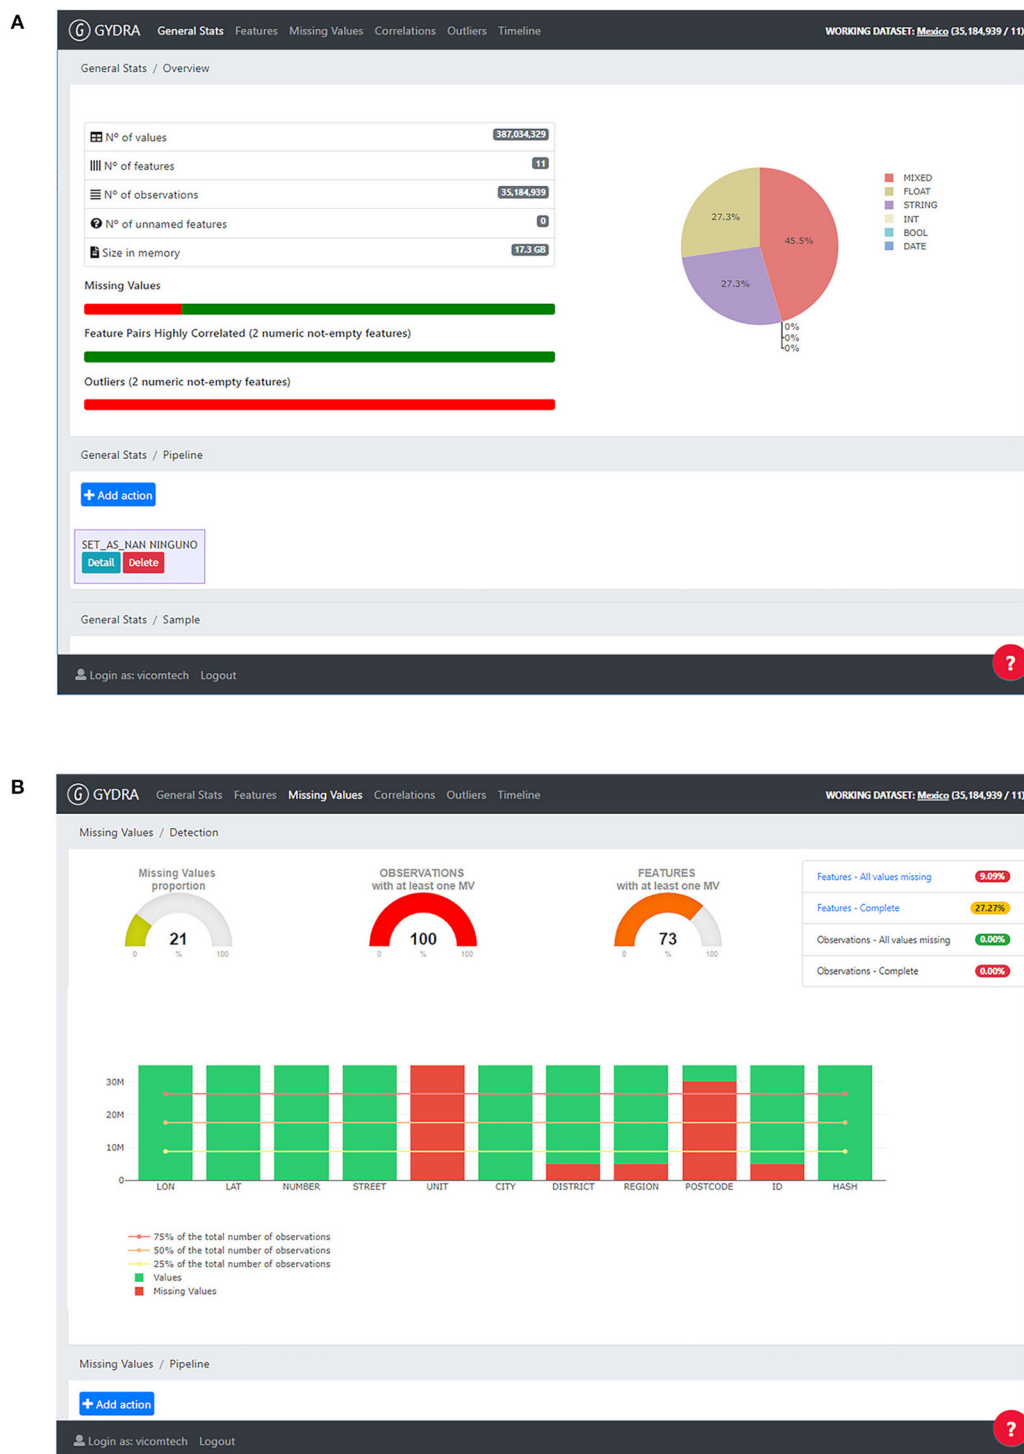 A
G GYDRA General Stats Features Missing Values Correlations Outliers Timeline WORKING DATASET: Mexico (35,184,939 / 11)
General Stats / Overview
Nº of values 387,034,329
Nº of features 11
Nº of observations 35,184,939
? Nº of unnamed features 0
Size in memory 17.3 GB
Missing Values
Feature Pairs Highly Correlated (2 numeric not-empty features)
Outliers (2 numeric not-empty features)
27.3%
45.5%
27.3%
0%
0%
0%
MIXED
FLOAT
STRING
INT
BOOL
DATE
General Stats / Pipeline
+ Add action
SET_AS_NAN NINGUNO
Detail Delete
General Stats / Sample
Login as: vicomtech Logout ?
B
G GYDRA General Stats Features Missing Values Correlations Outliers Timeline WORKING DATASET: Mexico (35,184,939 / 11)
Missing Values / Detection
Missing Values
proportion
21
0 % 100
OBSERVATIONS
with at least one MV
100
0 % 100
FEATURES
with at least one MV
73
0 % 100
Features - All values missing 9.09%
Features - Complete 27.27%
Observations - All values missing 0.00%
Observations - Complete 0.00%
30M
20M
10M
0
LON LAT NUMBER STREET UNIT CITY DISTRICT REGION POSTCODE ID HASH
75% of the total number of observations
50% of the total number of observations
25% of the total number of observations
Values
Missing Values
Missing Values / Pipeline
+ Add action
Login as: vicomtech Logout ?